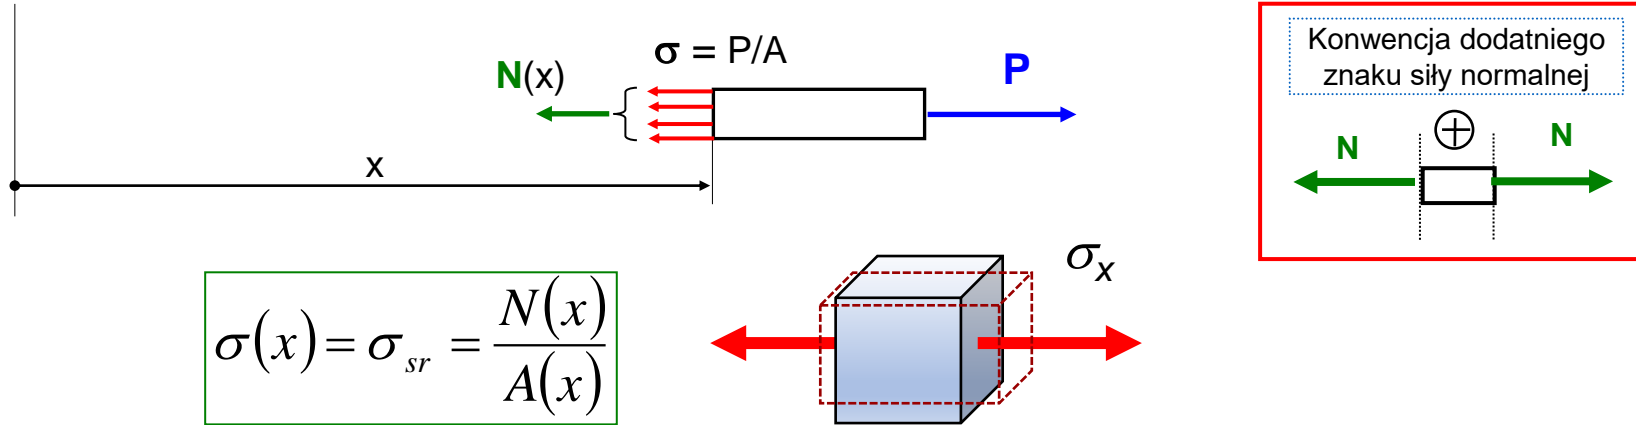 σ = P/A
N(x)
P
x
Konwencja dodatniego
znaku siły normalnej
N
N
σ(x) = σ_sr = N(x)/A(x)
σ_x